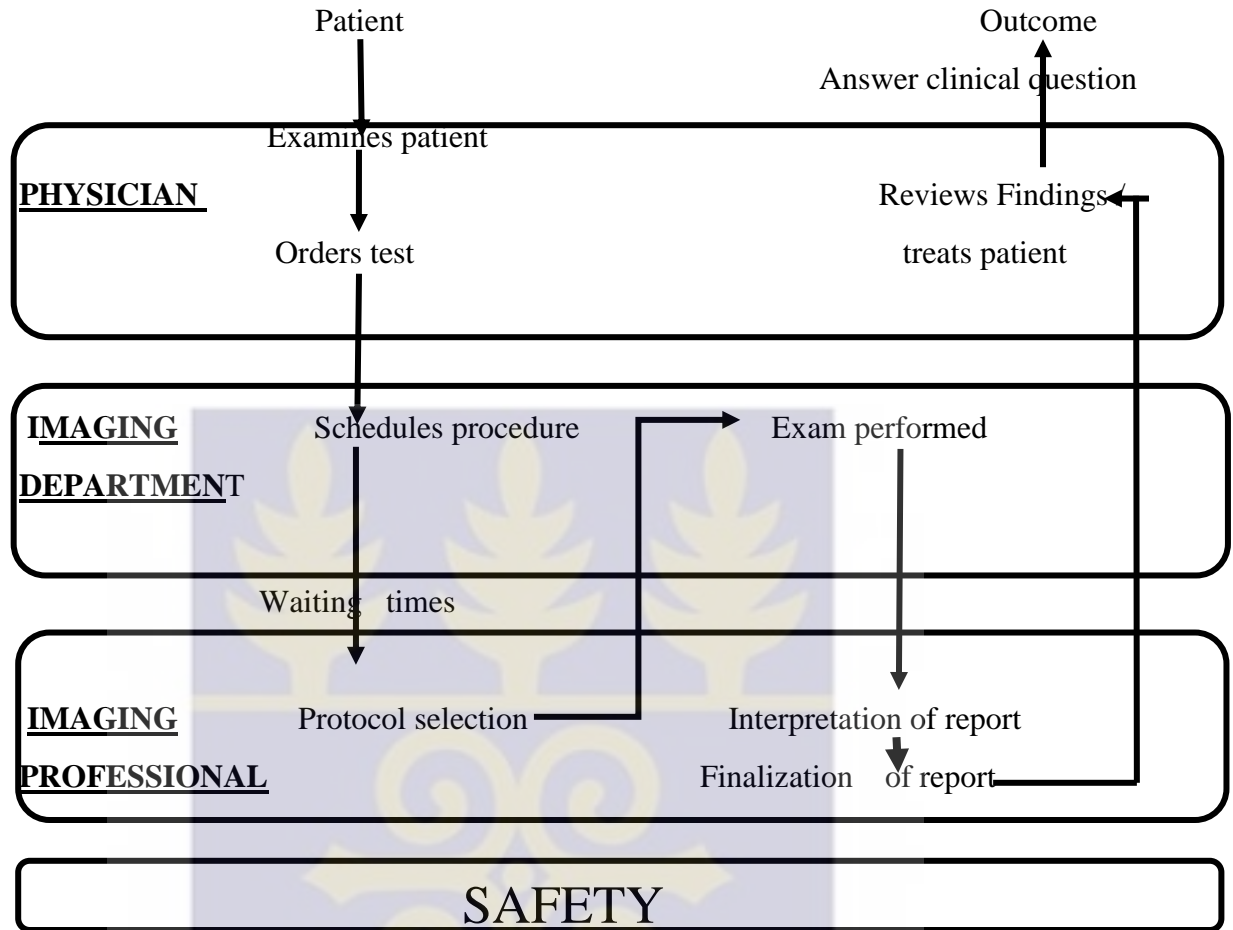 Patient Outcome
Answer clinical question
Examines patient
PHYSICIAN Reviews Findings /
Orders test treats patient
IMAGING Schedules procedure Exam performed
DEPARTMENT
Waiting times
IMAGING Protocol selection Interpretation of report
PROFESSIONAL Finalization of report
SAFETY